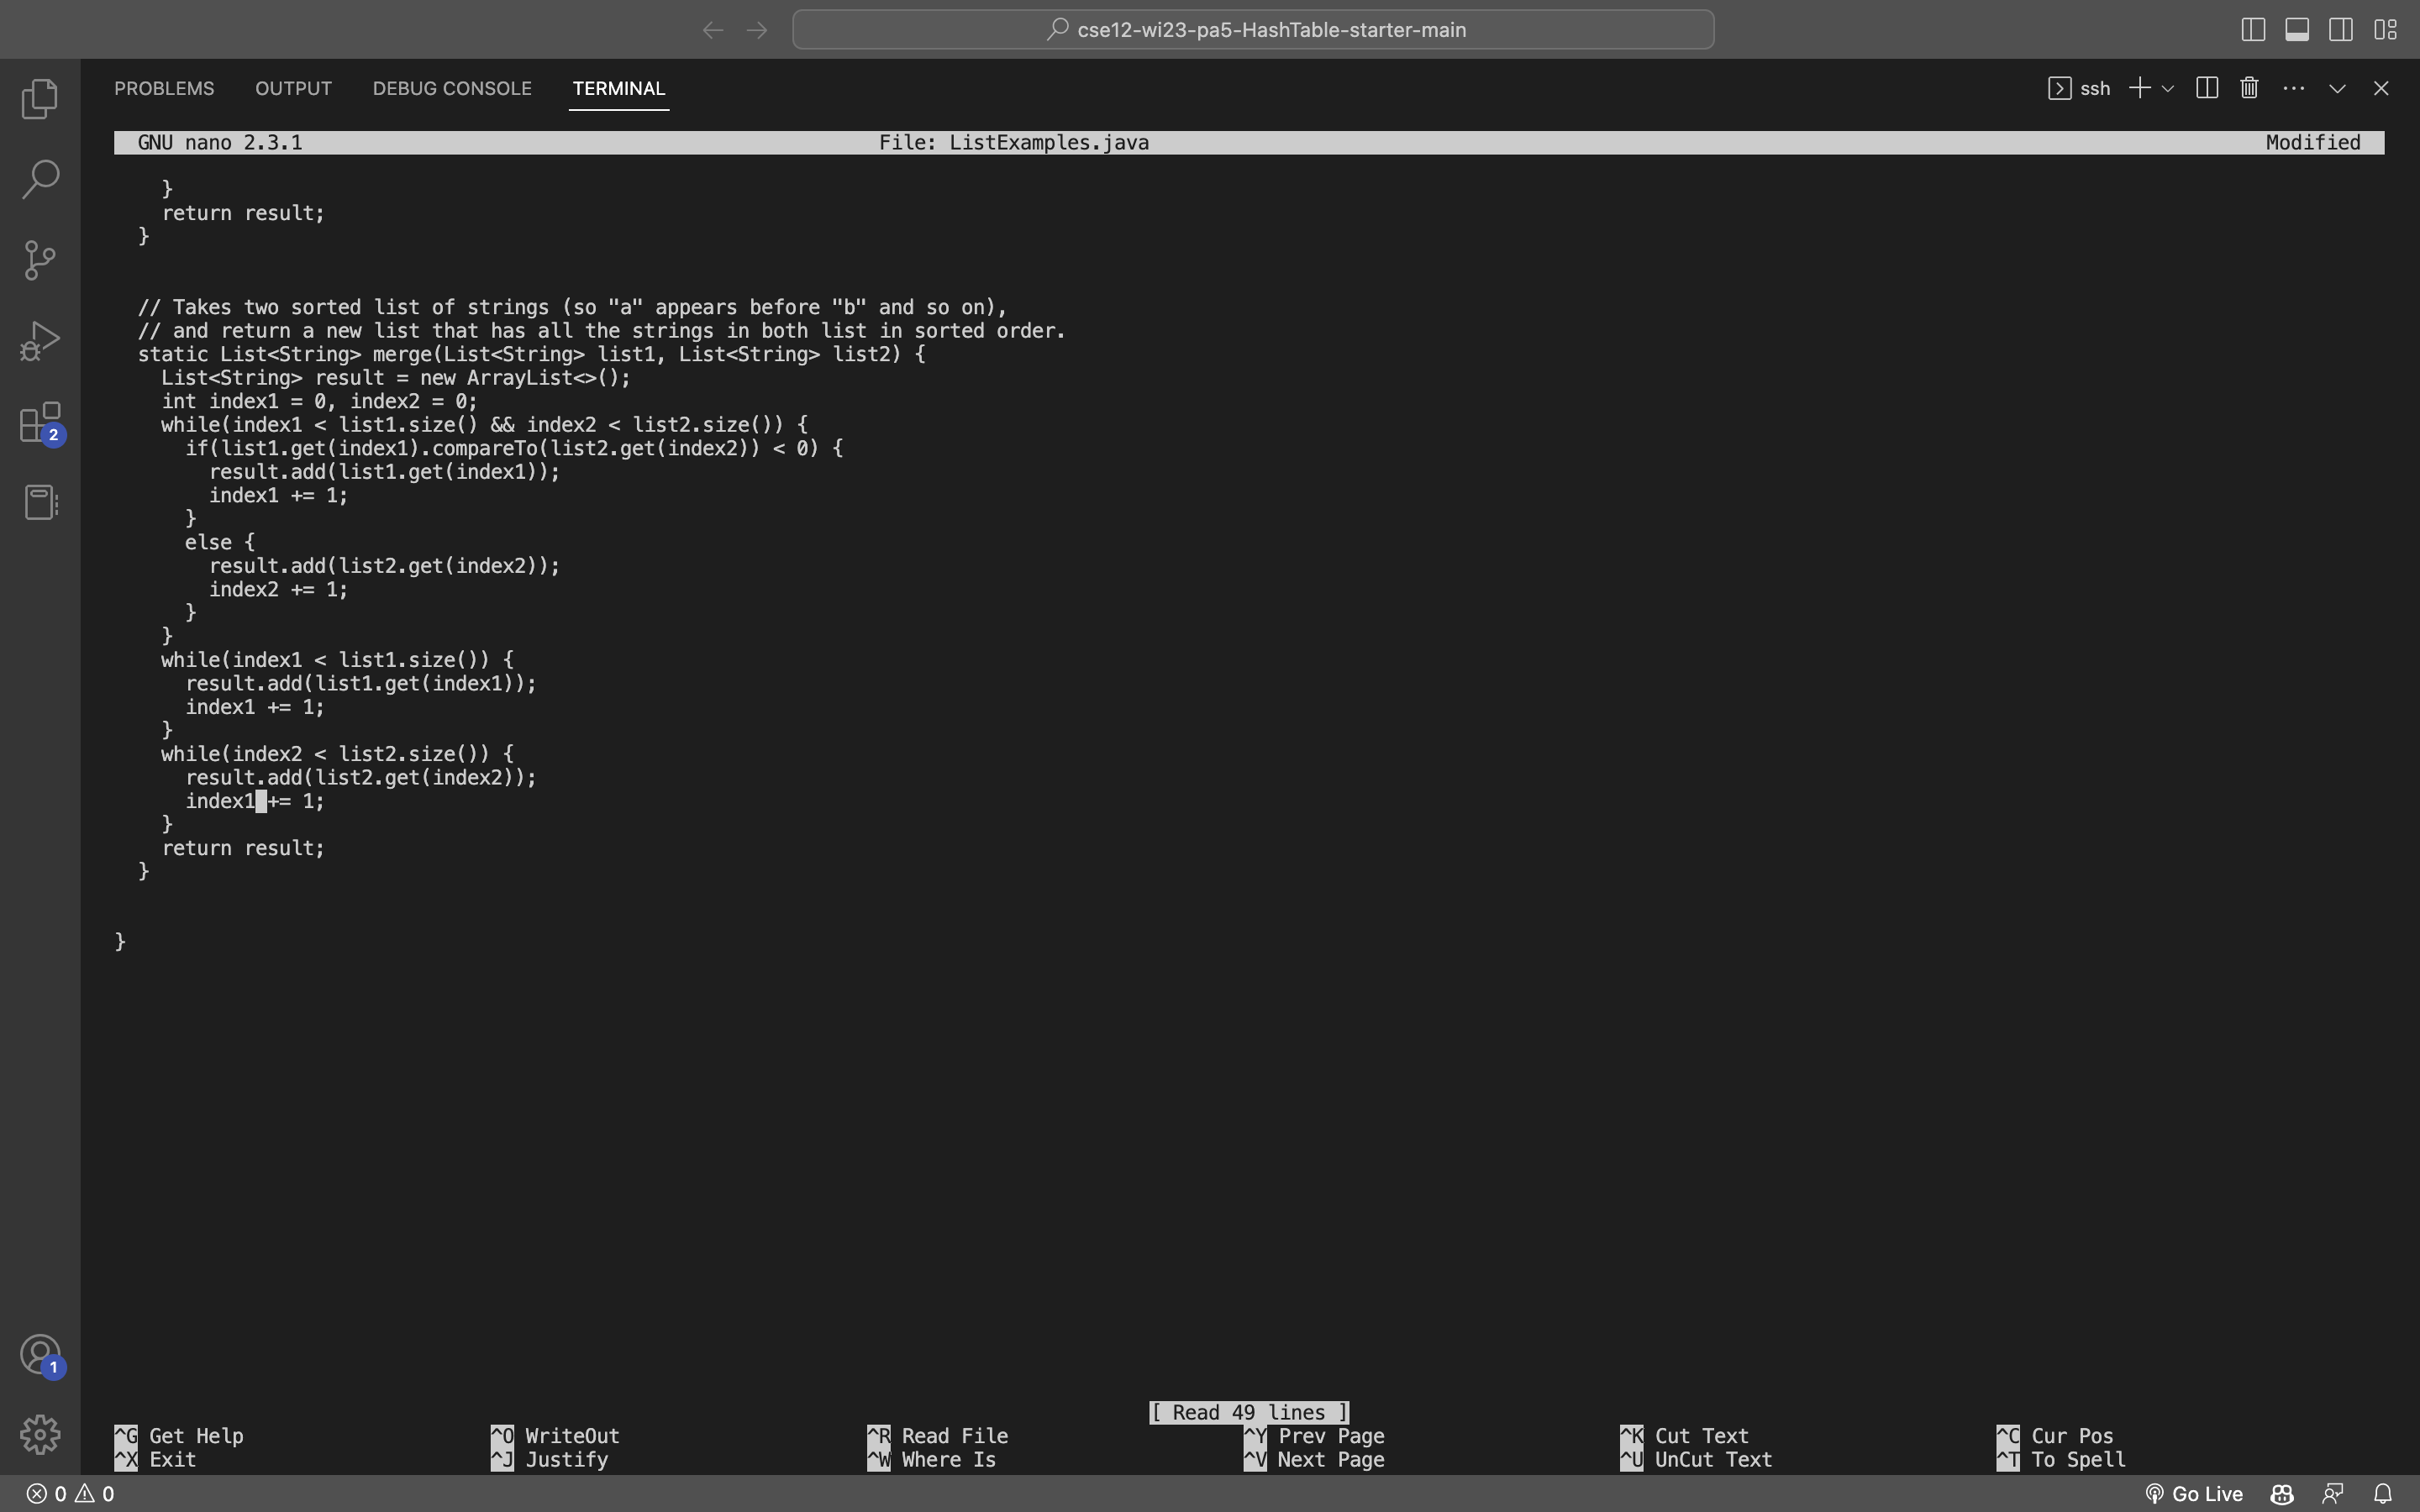 cse12-wi23-pa5-HashTable-starter-main
PROBLEMS OUTPUT DEBUG CONSOLE TERMINAL ssh
GNU nano 2.3.1 File: ListExamples.java Modified
    }
    return result;
  }
  // Takes two sorted list of strings (so "a" appears before "b" and so on),
  // and return a new list that has all the strings in both list in sorted order.
  static List<String> merge(List<String> list1, List<String> list2) {
    List<String> result = new ArrayList<>();
    int index1 = 0, index2 = 0;
    while(index1 < list1.size() && index2 < list2.size()) {
      if(list1.get(index1).compareTo(list2.get(index2)) < 0) {
        result.add(list1.get(index1));
        index1 += 1;
      }
      else {
        result.add(list2.get(index2));
        index2 += 1;
      }
    }
    while(index1 < list1.size()) {
      result.add(list1.get(index1));
      index1 += 1;
    }
    while(index2 < list2.size()) {
      result.add(list2.get(index2));
      index1 += 1;
    }
    return result;
  }
}
2
1
[ Read 49 lines ]
^G Get Help ^O WriteOut ^R Read File ^Y Prev Page ^K Cut Text ^C Cur Pos
^X Exit ^J Justify ^W Where Is ^V Next Page ^U UnCut Text ^T To Spell
0 0 Go Live